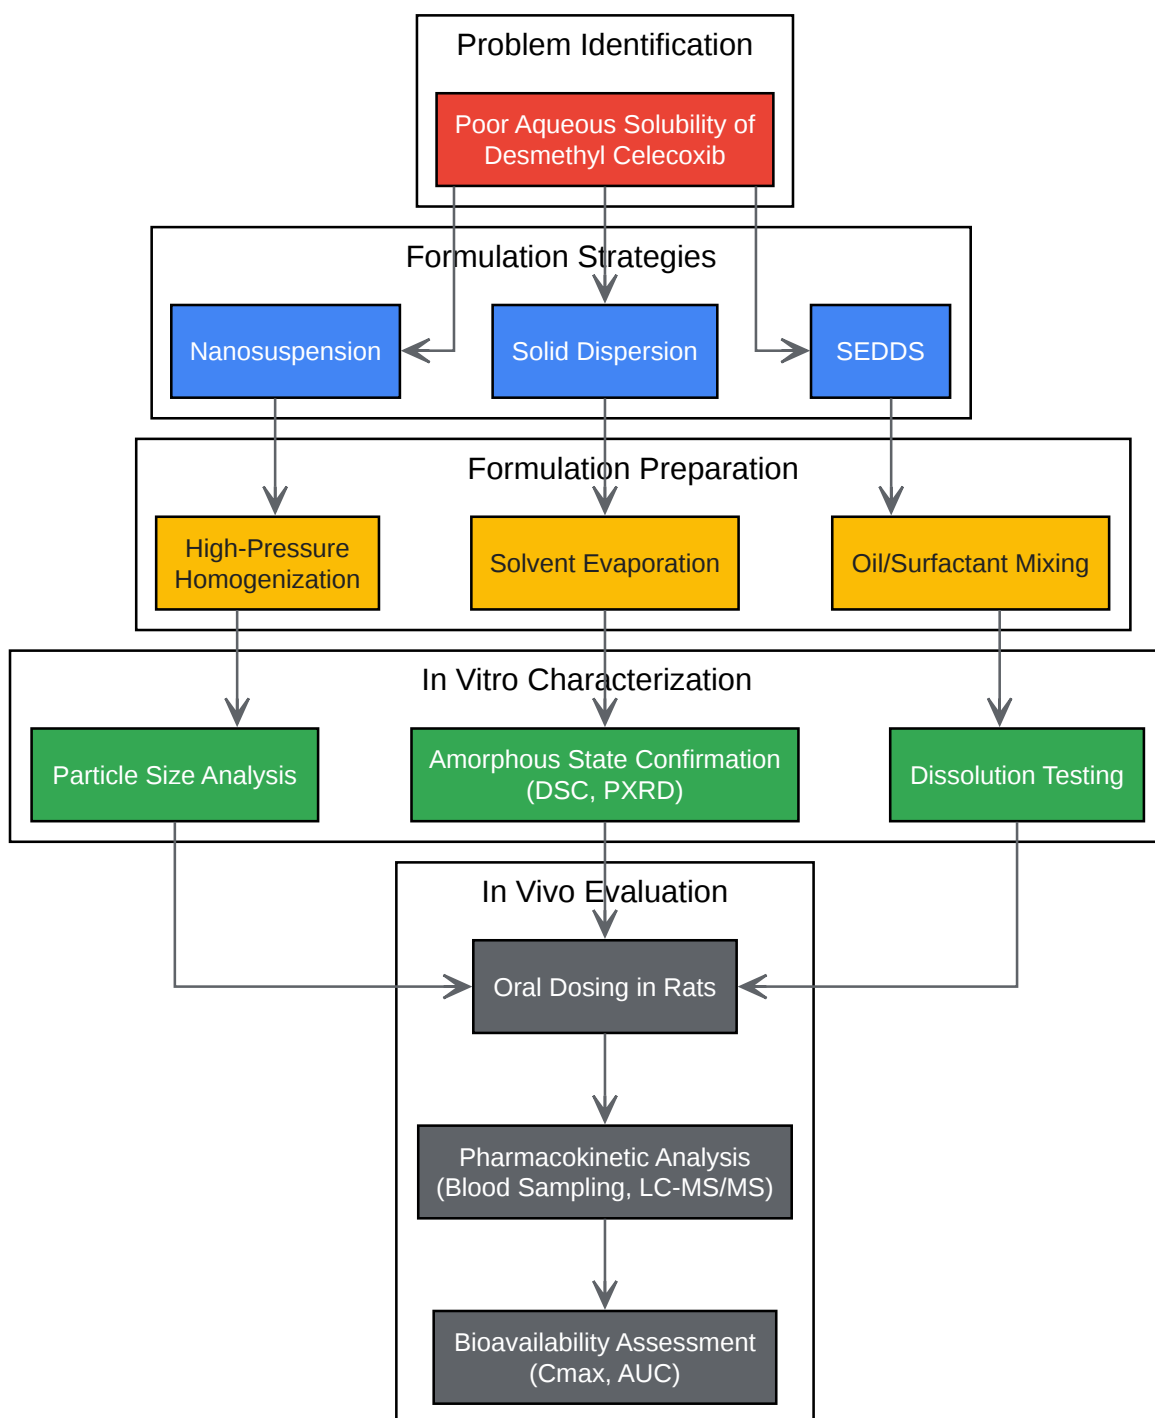 Problem Identification
Poor Aqueous Solubility of
Desmethyl Celecoxib
Formulation Strategies
Nanosuspension
Solid Dispersion
SEDDS
Formulation Preparation
High-Pressure
Homogenization
Solvent Evaporation
Oil/Surfactant Mixing
In Vitro Characterization
Particle Size Analysis
Amorphous State Confirmation
(DSC, PXRD)
Dissolution Testing
In Vivo Evaluation
Oral Dosing in Rats
Pharmacokinetic Analysis
(Blood Sampling, LC-MS/MS)
Bioavailability Assessment
(Cmax, AUC)